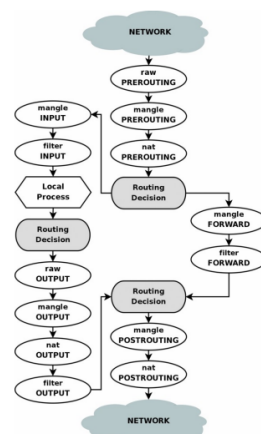 NETWORK
raw
PREROUTING
mangle
PREROUTING
nat
PREROUTING
Routing
Decision
mangle
INPUT
filter
INPUT
Local
Process
Routing
Decision
raw
OUTPUT
mangle
OUTPUT
nat
OUTPUT
filter
OUTPUT
mangle
FORWARD
filter
FORWARD
Routing
Decision
mangle
POSTROUTING
nat
POSTROUTING
NETWORK